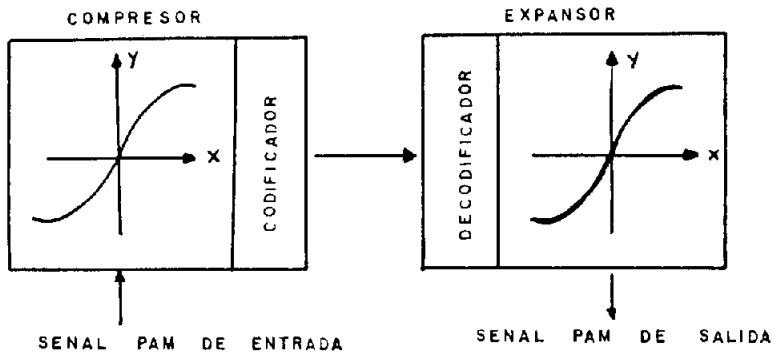 COMPRESOR
EXPANSOR
Y
X
CODIFICADOR
DECODIFICADOR
Y
X
SENAL PAM DE ENTRADA
SENAL PAM DE SALIDA